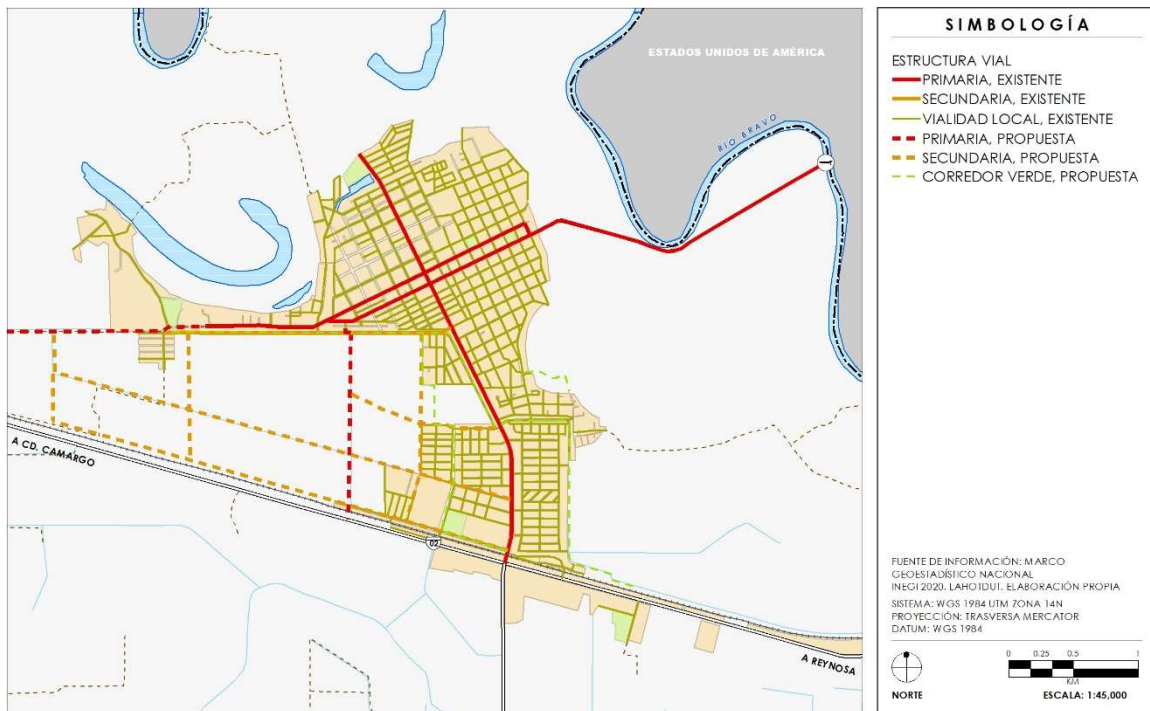 ESTADOS UNIDOS DE AMÉRICA
RÍO BRAVO
1
A CD. CAMARGO
02
A REYNOSA
SIMBOLOGÍA
ESTRUCTURA VIAL
PRIMARIA, EXISTENTE
SECUNDARIA, EXISTENTE
VIALIDAD LOCAL, EXISTENTE
PRIMARIA, PROPUESTA
SECUNDARIA, PROPUESTA
CORREDOR VERDE, PROPUESTA
FUENTE DE INFORMACIÓN: MARCO
GEOESTADÍSTICO NACIONAL
INEGI 2020. LAHOTDUT. ELABORACIÓN PROPIA
SISTEMA: WGS 1984 UTM ZONA 14N
PROYECCIÓN: TRASVERSA MERCATOR
DATUM: WGS 1984
0 0.25 0.5 1
KM
NORTE
ESCALA: 1:45,000